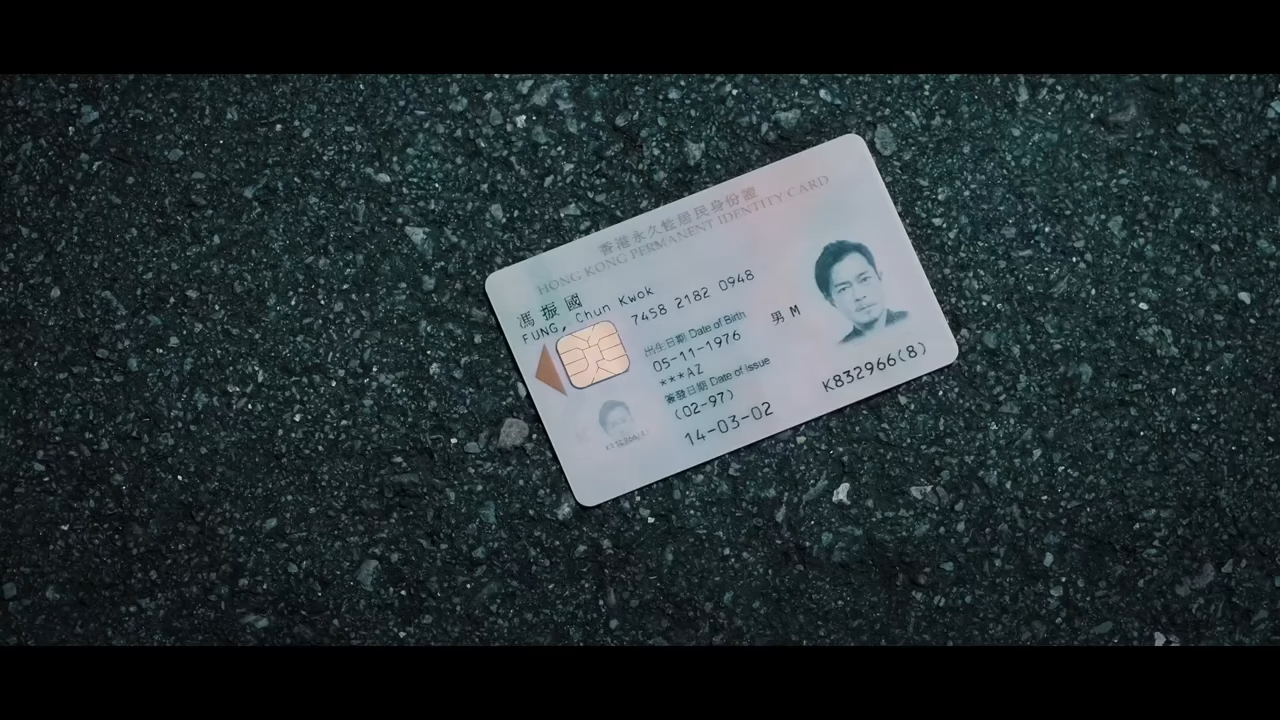 香港永久性居民身份證
HONG KONG PERMANENT IDENTITY CARD
馮振國
FUNG, Chun Kwok
7458 2182 0948
出生日期 Date of Birth
05-11-1976
男 M
***AZ
簽發日期 Date of Issue
(02-97)
14-03-02
K832966(8)